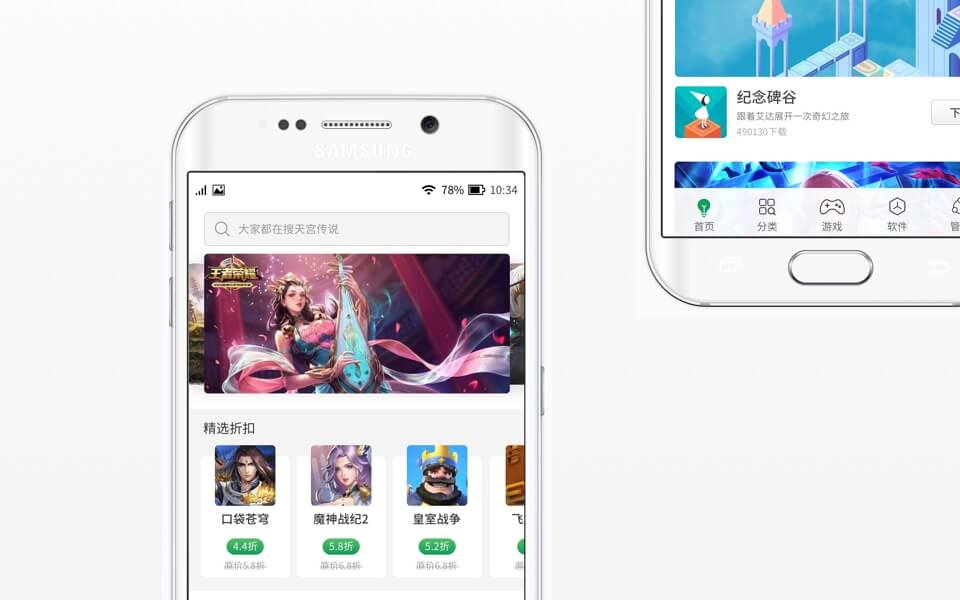 SAMSUNG
78% 10:34
大家都在搜天宫传说
王者荣耀
精选折扣
口袋苍穹
魔神战纪2
皇室战争
飞
4.4折
5.8折
5.2折
原价5.8折
原价6.8折
原价6.8折
纪念碑谷
跟着艾达展开一次奇幻之旅
490130下载
下
首页
分类
游戏
软件
管